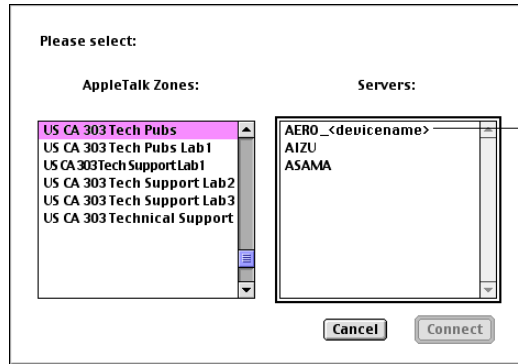 Please select:
AppleTalk Zones:
Servers:
US CA 303 Tech Pubs
US CA 303 Tech Pubs Lab1
US CA 303 Tech Support Lab1
US CA 303 Tech Support Lab2
US CA 303 Tech Support Lab3
US CA 303 Technical Support
AERO_<devicename>
AIZU
ASAMA
Cancel
Connect